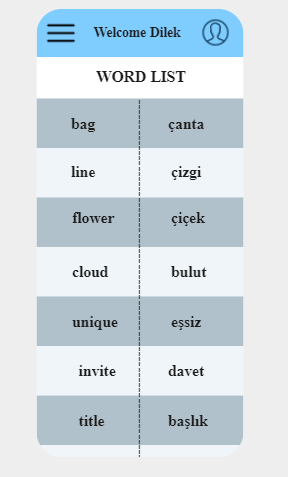 Welcome Dilek
WORD LIST
bag çanta
line çizgi
flower çiçek
cloud bulut
unique eşsiz
invite davet
title başlık